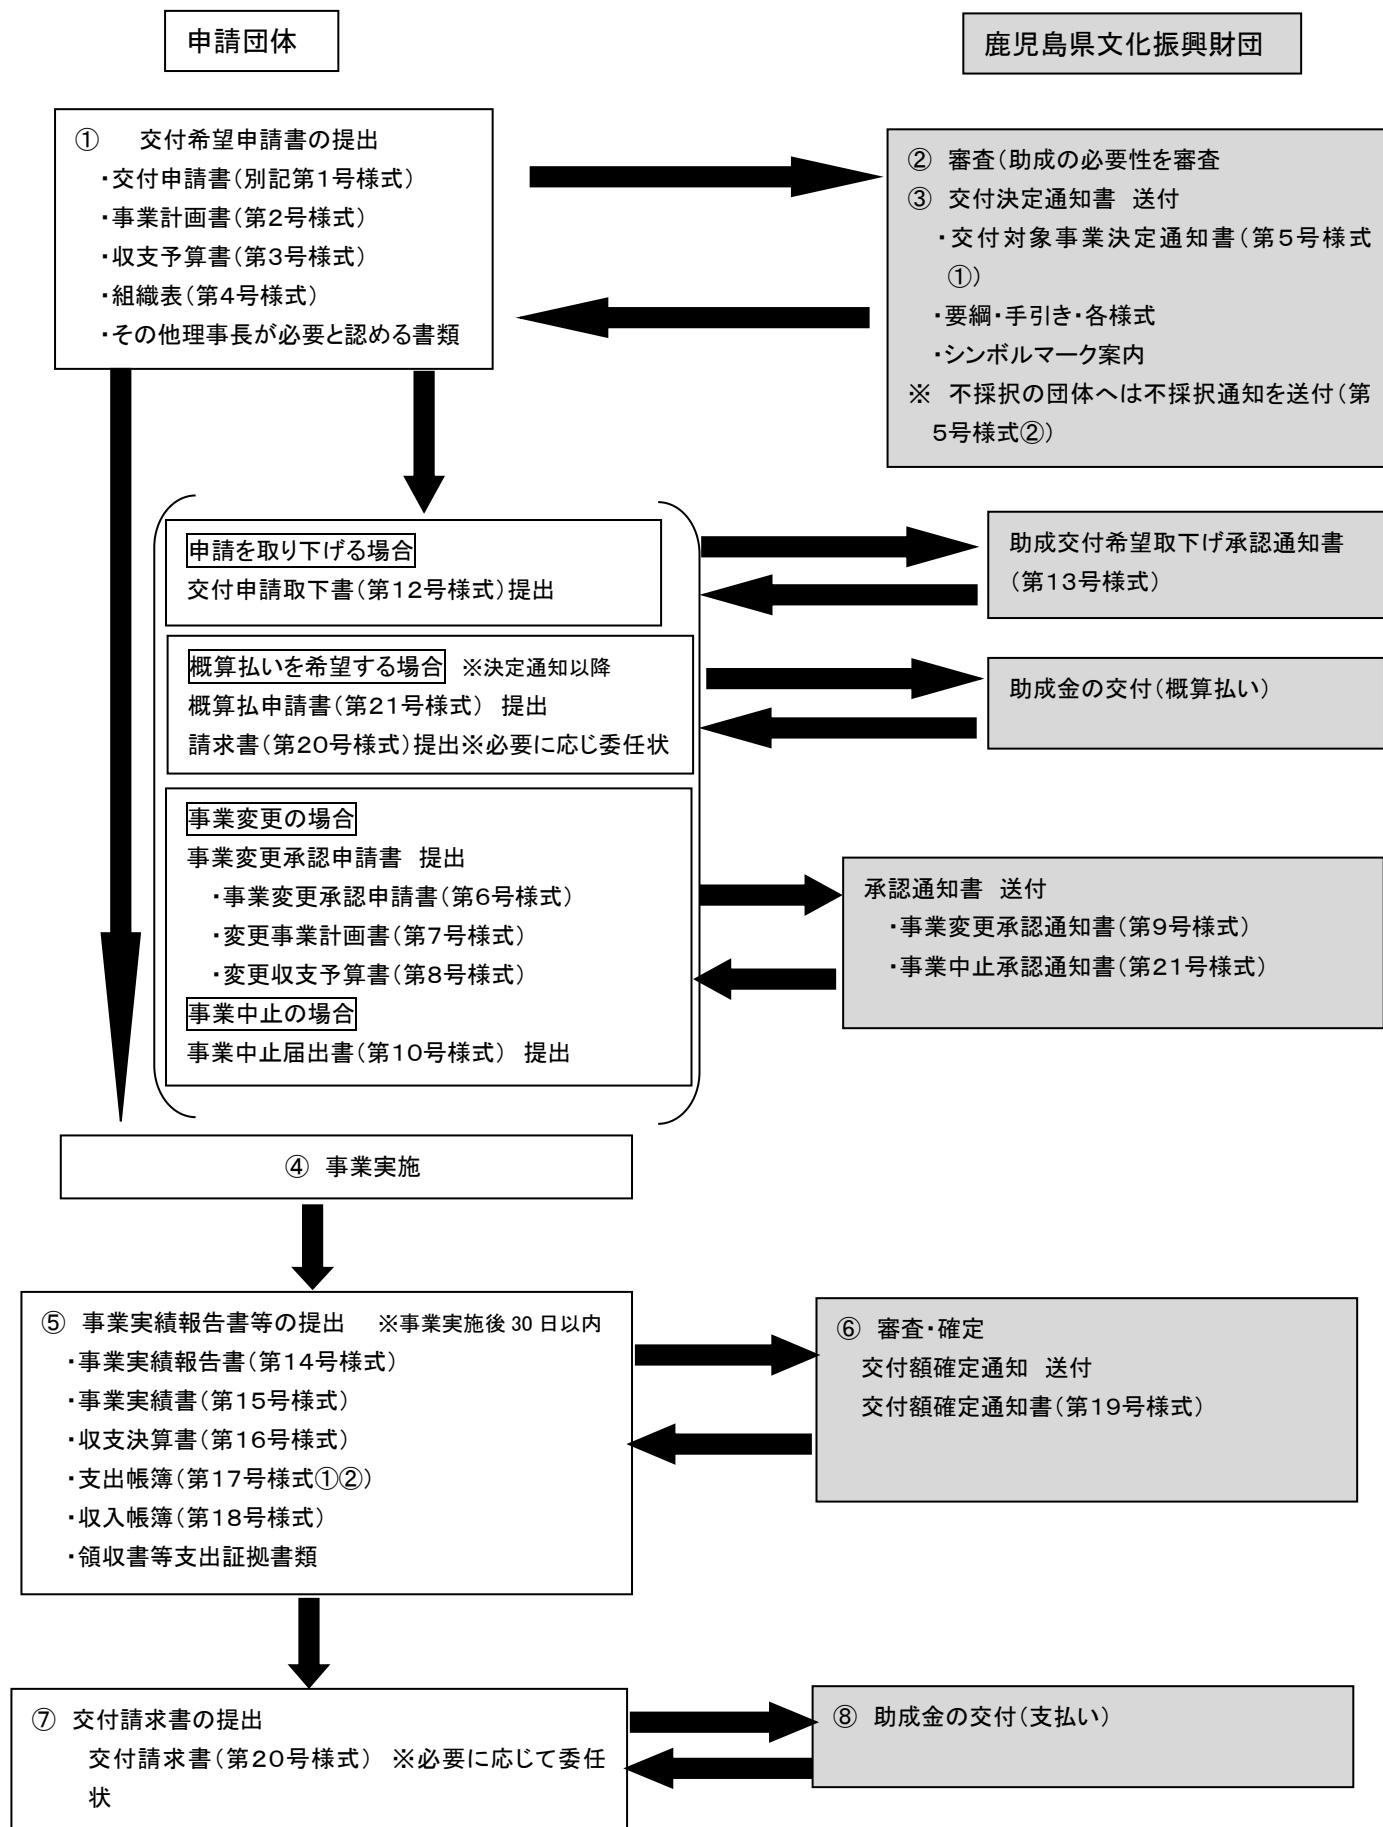 申請団体
鹿児島県文化振興財団
① 交付希望申請書の提出
・交付申請書(別記第1号様式)
・事業計画書(第2号様式)
・収支予算書(第3号様式)
・組織表(第4号様式)
・その他理事長が必要と認める書類
② 審査(助成の必要性を審査
③ 交付決定通知書 送付
・交付対象事業決定通知書(第5号様式
①)
・要綱・手引き・各様式
・シンボルマーク案内
※ 不採択の団体へは不採択通知を送付(第
5号様式②)
申請を取り下げる場合
交付申請取下書(第12号様式)提出
助成交付希望取下げ承認通知書
(第13号様式)
概算払いを希望する場合 ※決定通知以降
概算払申請書(第21号様式) 提出
請求書(第20号様式)提出※必要に応じ委任状
助成金の交付(概算払い)
事業変更の場合
事業変更承認申請書 提出
・事業変更承認申請書(第6号様式)
・変更事業計画書(第7号様式)
・変更収支予算書(第8号様式)
事業中止の場合
事業中止届出書(第10号様式) 提出
承認通知書 送付
・事業変更承認通知書(第9号様式)
・事業中止承認通知書(第21号様式)
④ 事業実施
⑤ 事業実績報告書等の提出 ※事業実施後 30 日以内
・事業実績報告書(第14号様式)
・事業実績書(第15号様式)
・収支決算書(第16号様式)
・支出帳簿(第17号様式①②)
・収入帳簿(第18号様式)
・領収書等支出証拠書類
⑥ 審査・確定
交付額確定通知 送付
交付額確定通知書(第19号様式)
⑦ 交付請求書の提出
交付請求書(第20号様式) ※必要に応じて委任
状
⑧ 助成金の交付(支払い)